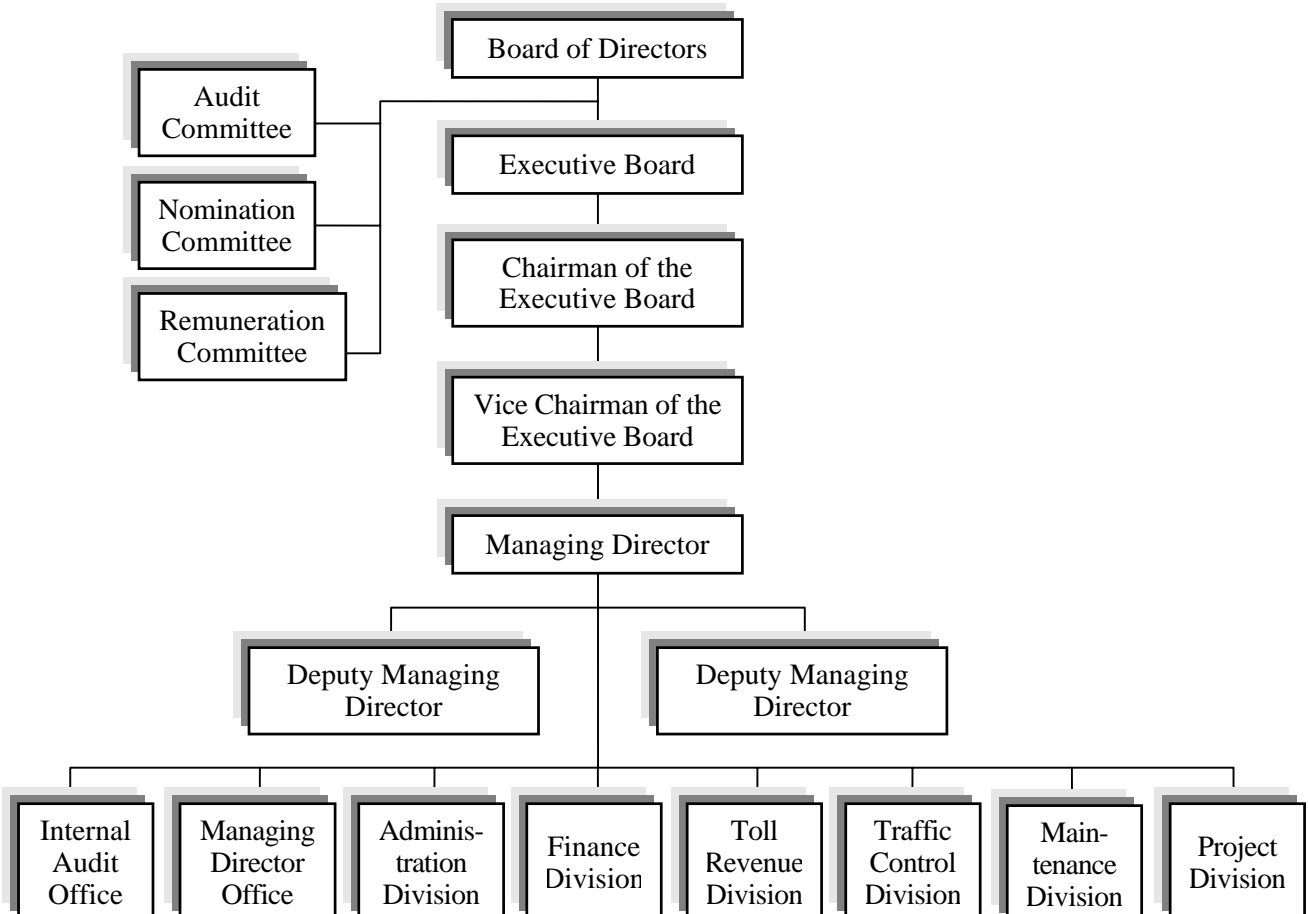 Board of Directors
Audit
Committee
Executive Board
Nomination
Committee
Chairman of the
Executive Board
Remuneration
Committee
Vice Chairman of the
Executive Board
Managing Director
Deputy Managing
Director
Deputy Managing
Director
Internal
Audit
Office
Managing
Director
Office
Adminis-
tration
Division
Finance
Division
Toll
Revenue
Division
Traffic
Control
Division
Main-
tenance
Division
Project
Division